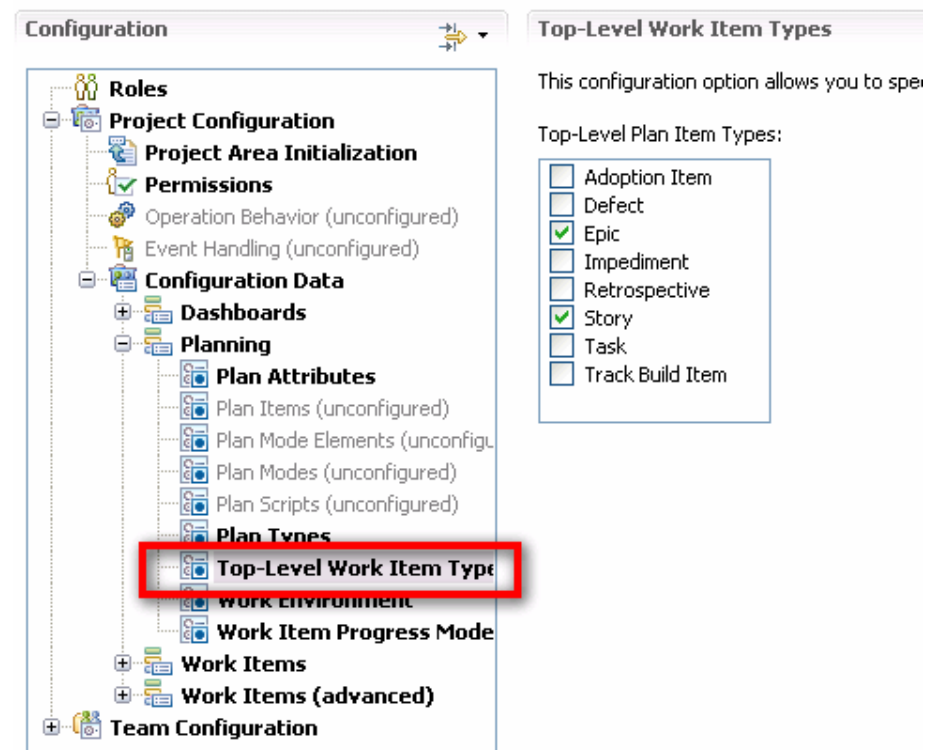 Configuration
Roles
Project Configuration
Project Area Initialization
Permissions
Operation Behavior (unconfigured)
Event Handling (unconfigured)
Configuration Data
Dashboards
Planning
Plan Attributes
Plan Items (unconfigured)
Plan Mode Elements (unconfigu
Plan Modes (unconfigured)
Plan Scripts (unconfigured)
Plan Types
Top-Level Work Item Type
Work Environment
Work Item Progress Mode
Work Items
Work Items (advanced)
Team Configuration
Top-Level Work Item Types
This configuration option allows you to spe
Top-Level Plan Item Types:
Adoption Item
Defect
Epic
Impediment
Retrospective
Story
Task
Track Build Item